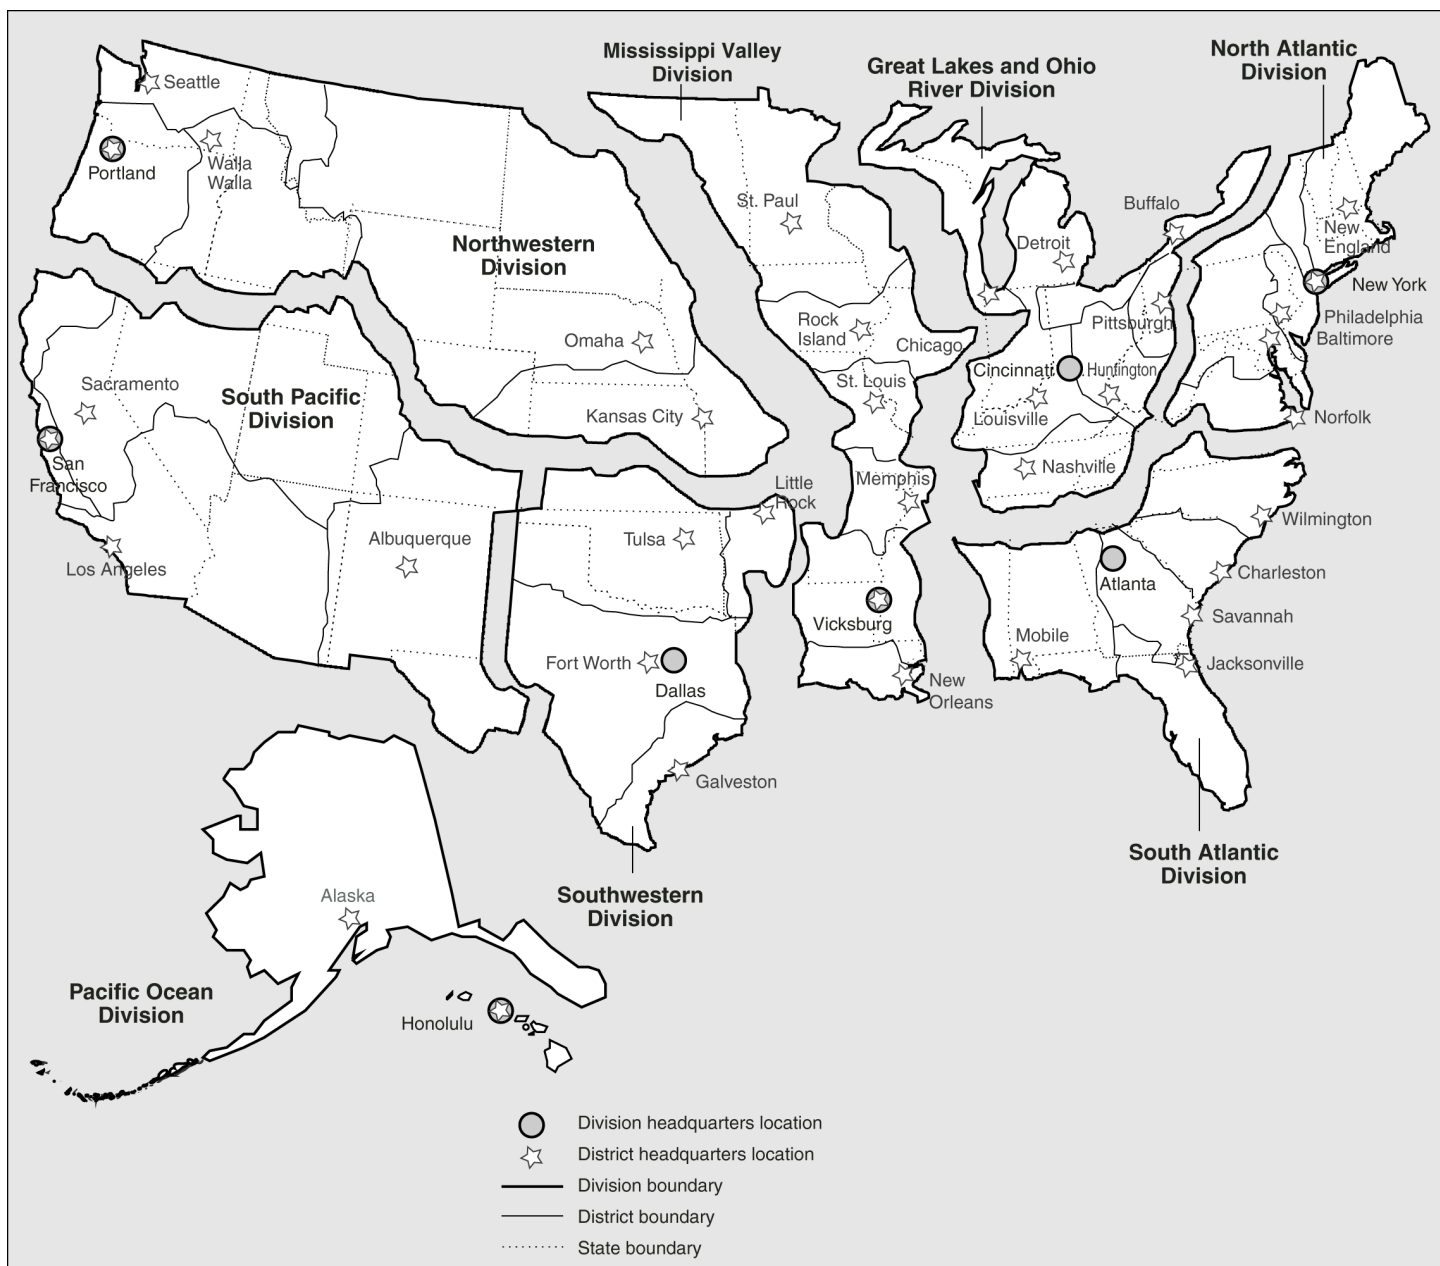 Mississippi Valley
Division
Great Lakes and Ohio
River Division
North Atlantic
Division
Seattle
Portland
Walla
Walla
St. Paul
Buffalo
Detroit
New
England
Northwestern
Division
New York
Omaha
Rock
Island
Chicago
Pittsburgh
Philadelphia
Baltimore
Sacramento
South Pacific
Division
St. Louis
Cincinnati
Huntington
Kansas City
Louisville
Norfolk
San
Francisco
Nashville
Little
Rock
Memphis
Albuquerque
Tulsa
Wilmington
Los Angeles
Atlanta
Charleston
Vicksburg
Savannah
Mobile
Fort Worth
Jacksonville
Dallas
New
Orleans
Galveston
South Atlantic
Division
Alaska
Southwestern
Division
Pacific Ocean
Division
Honolulu
Division headquarters location
District headquarters location
Division boundary
District boundary
State boundary